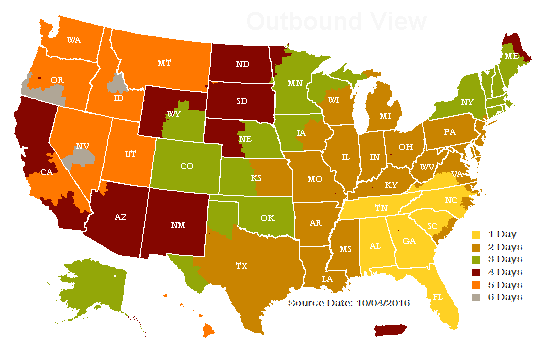 Outbound View
WA
MT
ND
ME
OR
ID
MN
SD
WI
NY
WY
MI
IA
NE
PA
NV
IL
IN
OH
UT
CO
WV
VA
CA
KS
MO
KY
NC
TN
AZ
NM
OK
AR
SC
MS
AL
GA
TX
LA
FL
1 Day
2 Days
3 Days
4 Days
5 Days
6 Days
Source Date: 10/04/2016